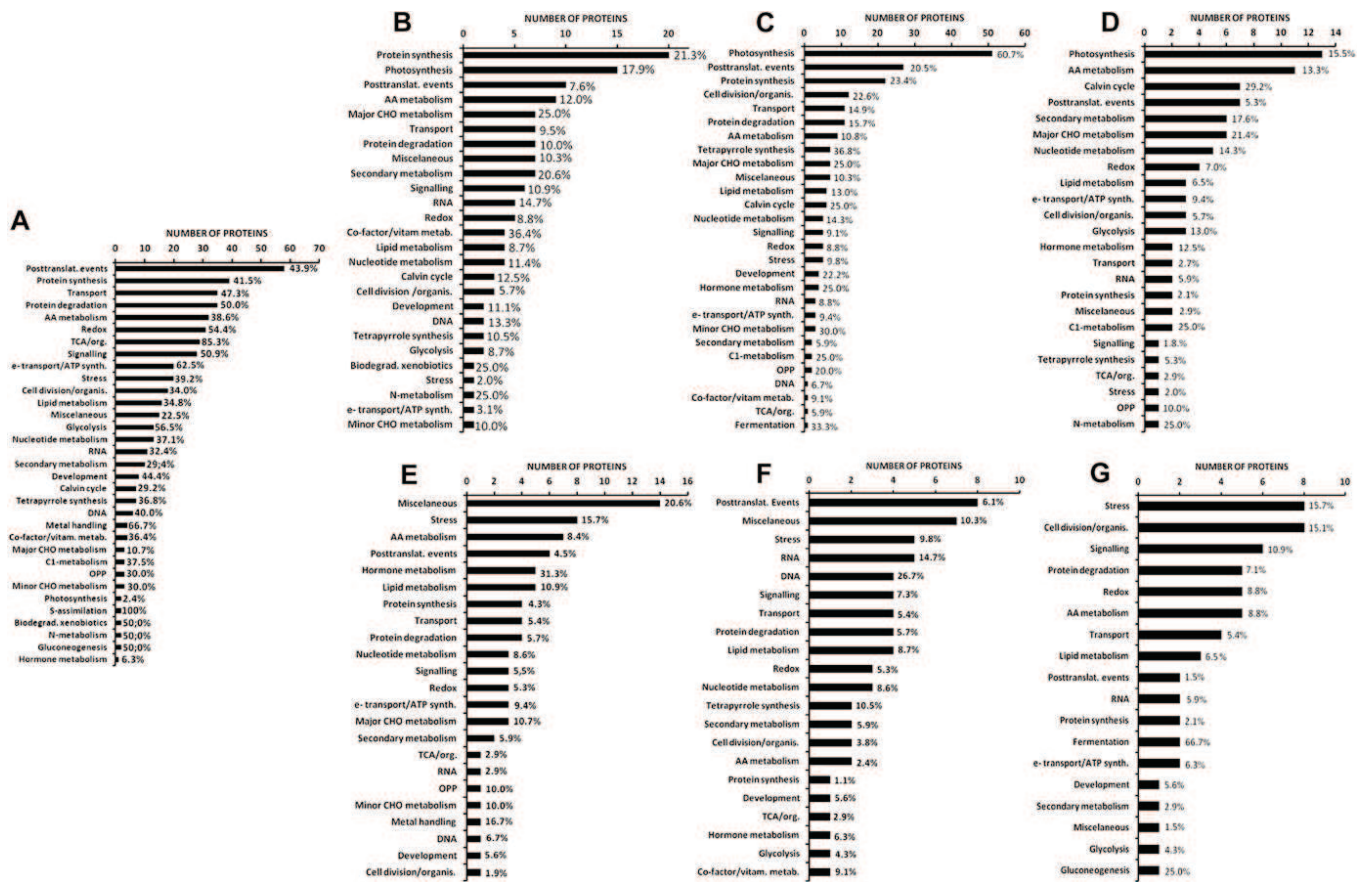 A
NUMBER OF PROTEINS
0 10 20 30 40 50 60 70
Posttranslat. events 43.9%
Protein synthesis 41.5%
Transport 47.3%
Protein degradation 50.0%
AA metabolism 38.6%
Redox 54.4%
TCA/org. 85.3%
Signalling 50.9%
e- transport/ATP synth. 62.5%
Stress 39.2%
Cell division/organis. 34.0%
Lipid metabolism 34.8%
Miscelaneous 22.5%
Glycolysis 56.5%
Nucleotide metabolism 37.1%
RNA 32.4%
Secondary metabolism 29;4%
Development 44.4%
Calvin cycle 29.2%
Tetrapyrrole synthesis 36.8%
DNA 40.0%
Metal handling 66.7%
Co-factor/vitam. metab. 36.4%
Major CHO metabolism 10.7%
C1-metabolism 37.5%
OPP 30.0%
Minor CHO metabolism 30.0%
Photosynthesis 2.4%
S-assimilation 100%
Biodegrad. xenobiotics 50;0%
N-metabolism 50;0%
Gluconeogenesis 50;0%
Hormone metabolism 6.3%
B
NUMBER OF PROTEINS
0 5 10 15 20
Protein synthesis 21.3%
Photosynthesis 17.9%
Posttranslat. events 7.6%
AA metabolism 12.0%
Major CHO metabolism 25.0%
Transport 9.5%
Protein degradation 10.0%
Miscelaneous 10.3%
Secondary metabolism 20.6%
Signalling 10.9%
RNA 14.7%
Redox 8.8%
Co-factor/vitam metab. 36.4%
Lipid metabolism 8.7%
Nucleotide metabolism 11.4%
Calvin cycle 12.5%
Cell division /organis. 5.7%
Development 11.1%
DNA 13.3%
Tetrapyrrole synthesis 10.5%
Glycolysis 8.7%
Biodegrad. xenobiotics 25.0%
Stress 2.0%
N-metabolism 25.0%
e- transport/ATP synth. 3.1%
Minor CHO metabolism 10.0%
C
NUMBER OF PROTEINS
0 10 20 30 40 50 60
Photosynthesis 60.7%
Posttranslat. events 20.5%
Protein synthesis 23.4%
Cell division/organis. 22.6%
Transport 14.9%
Protein degradation 15.7%
AA metabolism 10.8%
Tetrapyrrole synthesis 36.8%
Major CHO metabolism 25.0%
Miscelaneous 10.3%
Lipid metabolism 13.0%
Calvin cycle 25.0%
Nucleotide metabolism 14.3%
Signalling 9.1%
Redox 8.8%
Stress 9.8%
Development 22.2%
Hormone metabolism 25.0%
RNA 8.8%
e- transport/ATP synth. 9.4%
Minor CHO metabolism 30.0%
Secondary metabolism 5.9%
C1-metabolism 25.0%
OPP 20.0%
DNA 6.7%
Co-factor/vitam metab. 9.1%
TCA/org. 5.9%
Fermentation 33.3%
D
NUMBER OF PROTEINS
0 2 4 6 8 10 12 14
Photosynthesis 15.5%
AA metabolism 13.3%
Calvin cycle 29.2%
Posttranslat. events 5.3%
Secondary metabolism 17.6%
Major CHO metabolism 21.4%
Nucleotide metabolism 14.3%
Redox 7.0%
Lipid metabolism 6.5%
e- transport/ATP synth. 9.4%
Cell division/organis. 5.7%
Glycolysis 13.0%
Hormone metabolism 12.5%
Transport 2.7%
RNA 5.9%
Protein synthesis 2.1%
Miscelaneous 2.9%
C1-metabolism 25.0%
Signalling 1.8.%
Tetrapyrrole synthesis 5.3%
TCA/org. 2.9%
Stress 2.0%
OPP 10.0%
N-metabolism 25.0%
E
NUMBER OF PROTEINS
0 2 4 6 8 10 12 14 16
Miscelaneous 20.6%
Stress 15.7%
AA metabolism 8.4%
Posttranslat. events 4.5%
Hormone metabolism 31.3%
Lipid metabolism 10.9%
Protein synthesis 4.3%
Transport 5.4%
Protein degradation 5.7%
Nucleotide metabolism 8.6%
Signalling 5,5%
Redox 5.3%
e- transport/ATP synth. 9.4%
Major CHO metabolism 10.7%
Secondary metabolism 5.9%
TCA/org. 2.9%
RNA 2.9%
OPP 10.0%
Minor CHO metabolism 10.0%
Metal handling 16.7%
DNA 6.7%
Development 5.6%
Cell division/organis. 1.9%
F
NUMBER OF PROTEINS
0 2 4 6 8 10
Posttranslat. Events 6.1%
Miscelaneous 10.3%
Stress 9.8%
RNA 14.7%
DNA 26.7%
Signalling 7.3%
Transport 5.4%
Protein degradation 5.7%
Lipid metabolism 8.7%
Redox 5.3%
Nucleotide metabolism 8.6%
Tetrapyrrole synthesis 10.5%
Secondary metabolism 5.9%
Cell division/organis. 3.8%
AA metabolism 2.4%
Protein synthesis 1.1%
Development 5.6%
TCA/org. 2.9%
Hormone metabolism 6.3%
Glycolysis 4.3%
Co-factor/vitam. metab. 9.1%
G
NUMBER OF PROTEINS
0 2 4 6 8 10
Stress 15.7%
Cell division/organis. 15.1%
Signalling 10.9%
Protein degradation 7.1%
Redox 8.8%
AA metabolism 8.8%
Transport 5.4%
Lipid metabolism 6.5%
Posttranslat. events 1.5%
RNA 5.9%
Protein synthesis 2.1%
Fermentation 66.7%
e- transport/ATP synth. 6.3%
Development 5.6%
Secondary metabolism 2.9%
Miscelaneous 1.5%
Glycolysis 4.3%
Gluconeogenesis 25.0%